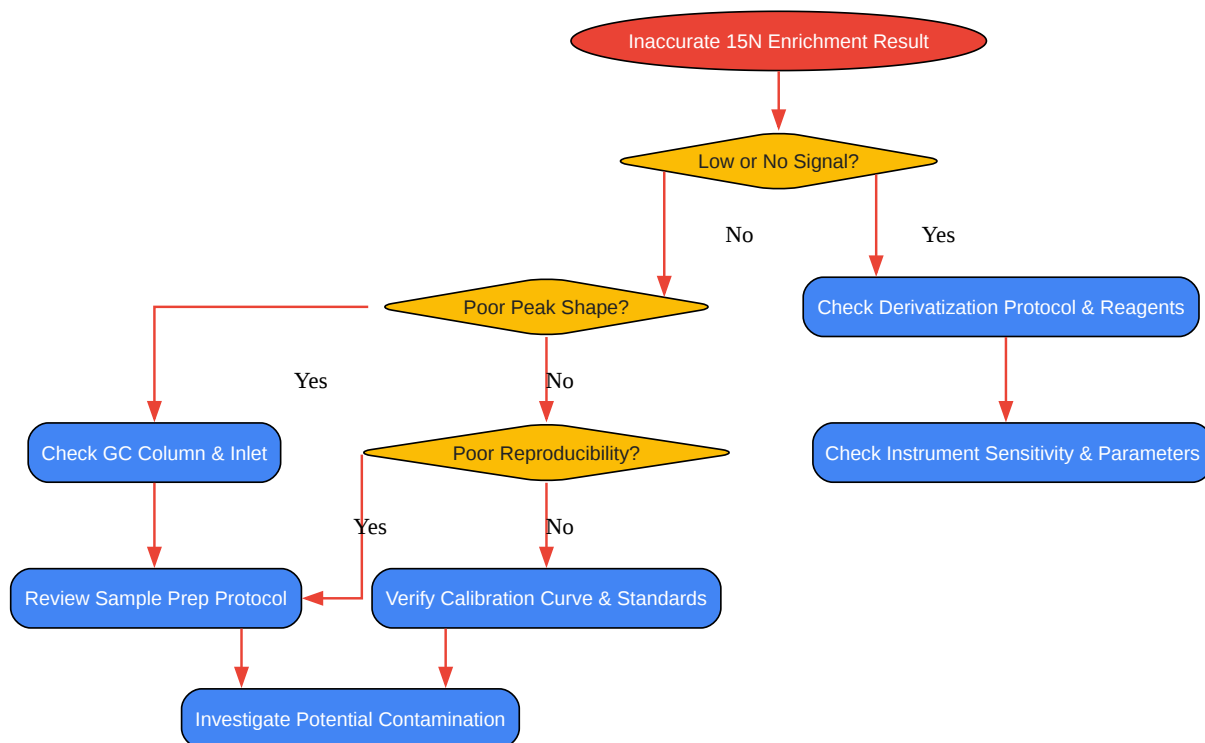 Inaccurate 15N Enrichment Result
Low or No Signal?
No
Yes
Poor Peak Shape?
Check Derivatization Protocol & Reagents
Yes
No
Check GC Column & Inlet
Poor Reproducibility?
Check Instrument Sensitivity & Parameters
Yes
No
Review Sample Prep Protocol
Verify Calibration Curve & Standards
Investigate Potential Contamination